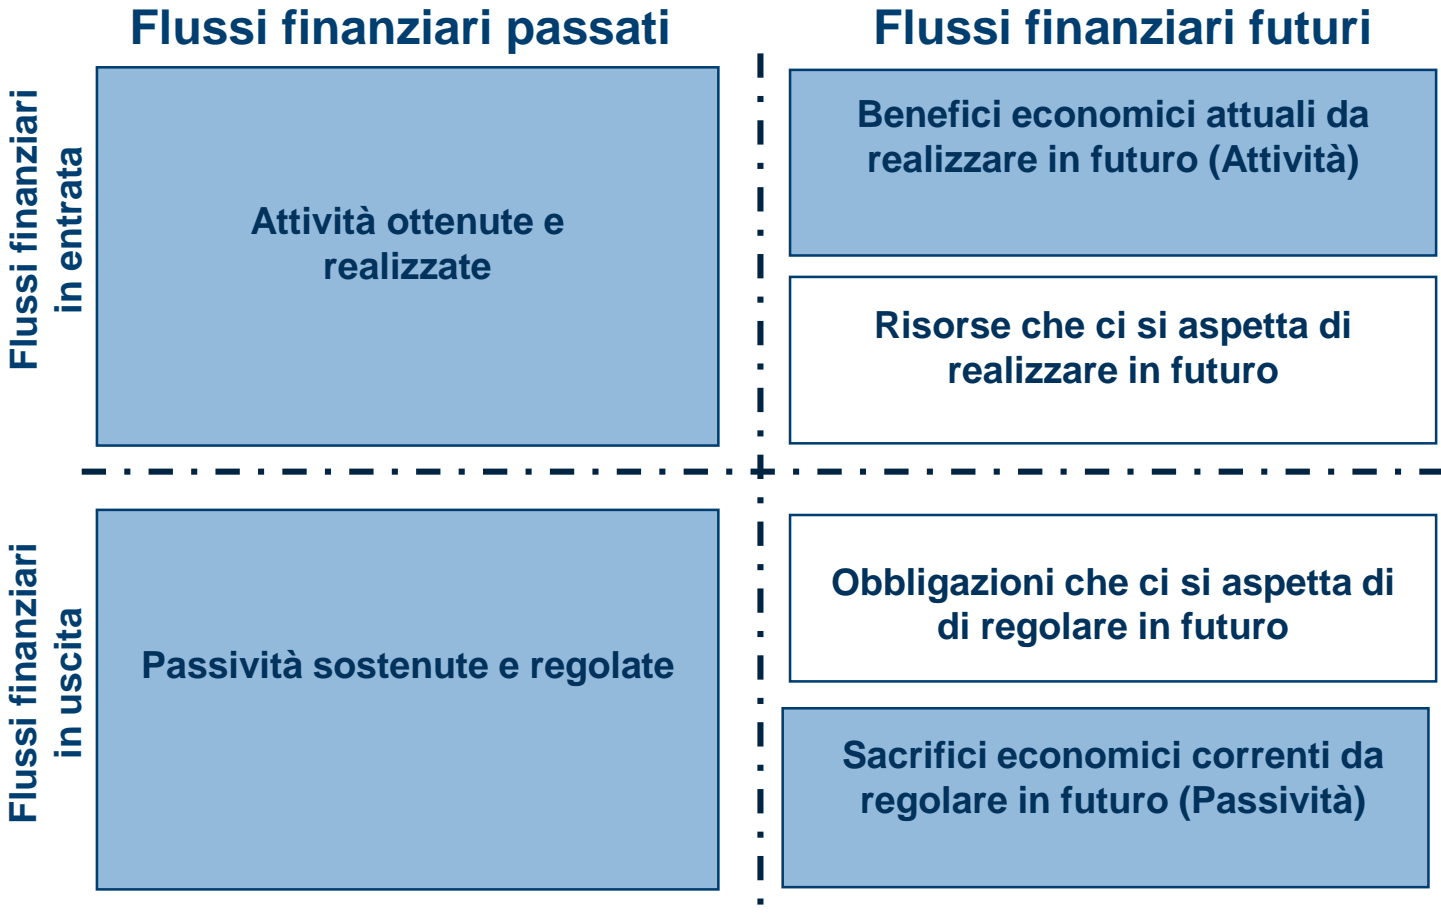 Flussi finanziari passati
Flussi finanziari futuri
Flussi finanziari
in entrata
Attività ottenute e
realizzate
Benefici economici attuali da
realizzare in futuro (Attività)
Risorse che ci si aspetta di
realizzare in futuro
Flussi finanziari
in uscita
Passività sostenute e regolate
Obbligazioni che ci si aspetta di
di regolare in futuro
Sacrifici economici correnti da
regolare in futuro (Passività)